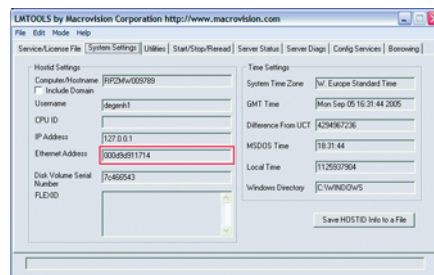 LMTOOLS by Macrovision Corporation http://www.macrovision.com
File Edit Mode Help
Service/License File System Settings Utilities Start/Stop/Reread Server Status Server Diags Config Services Borrowing
Hostid Settings
Computer/Hostname RPZMW009789
Include Domain
Username degenh1
CPU ID
IP Address 127.0.0.1
Ethernet Address 000d9d911714
Disk Volume Serial Number 7c466543
FLEXID
Time Settings
System Time Zone W. Europe Standard Time
GMT Time Mon Sep 05 16:31:44 2005
Difference From UCT 4294967236
MSDOS Time 18:31:44
Local Time 1125937904
Windows Directory C:\WINDOWS
Save HOSTID Info to a File